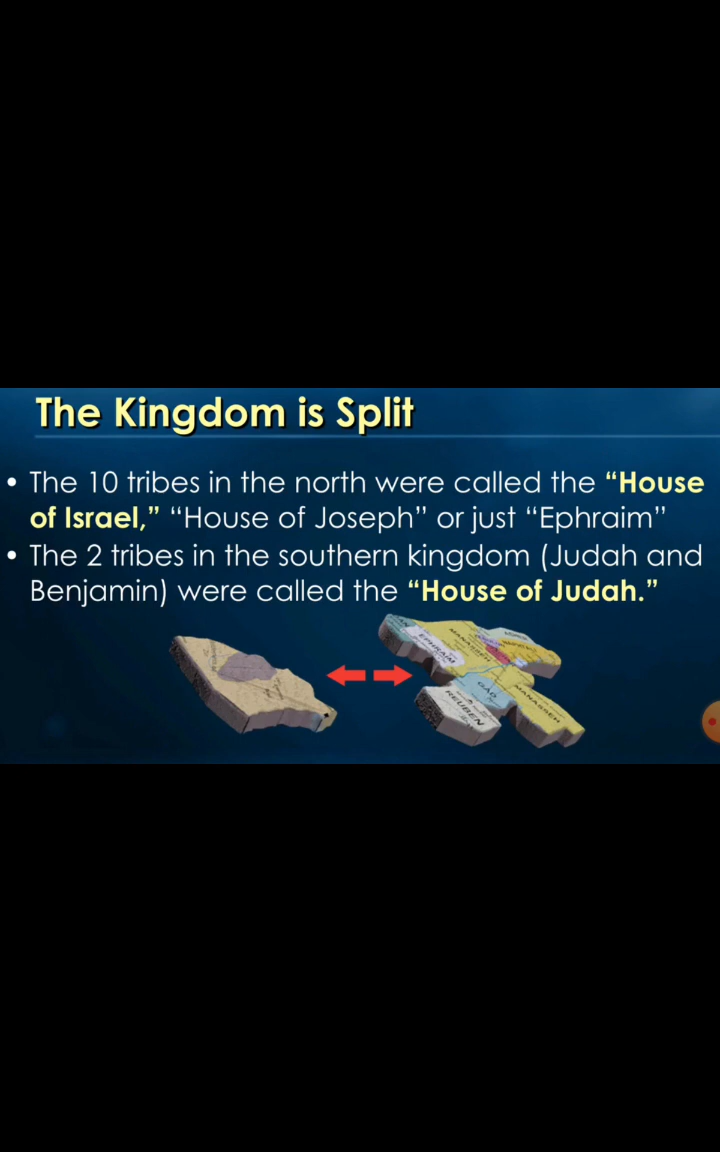 The Kingdom is Split
• The 10 tribes in the north were called the “House
of Israel,” “House of Joseph” or just “Ephraim”
• The 2 tribes in the southern kingdom (Judah and
Benjamin) were called the “House of Judah.”
EPHRAIM
MANASSEH
GAD
MANASSEH
REUBEN